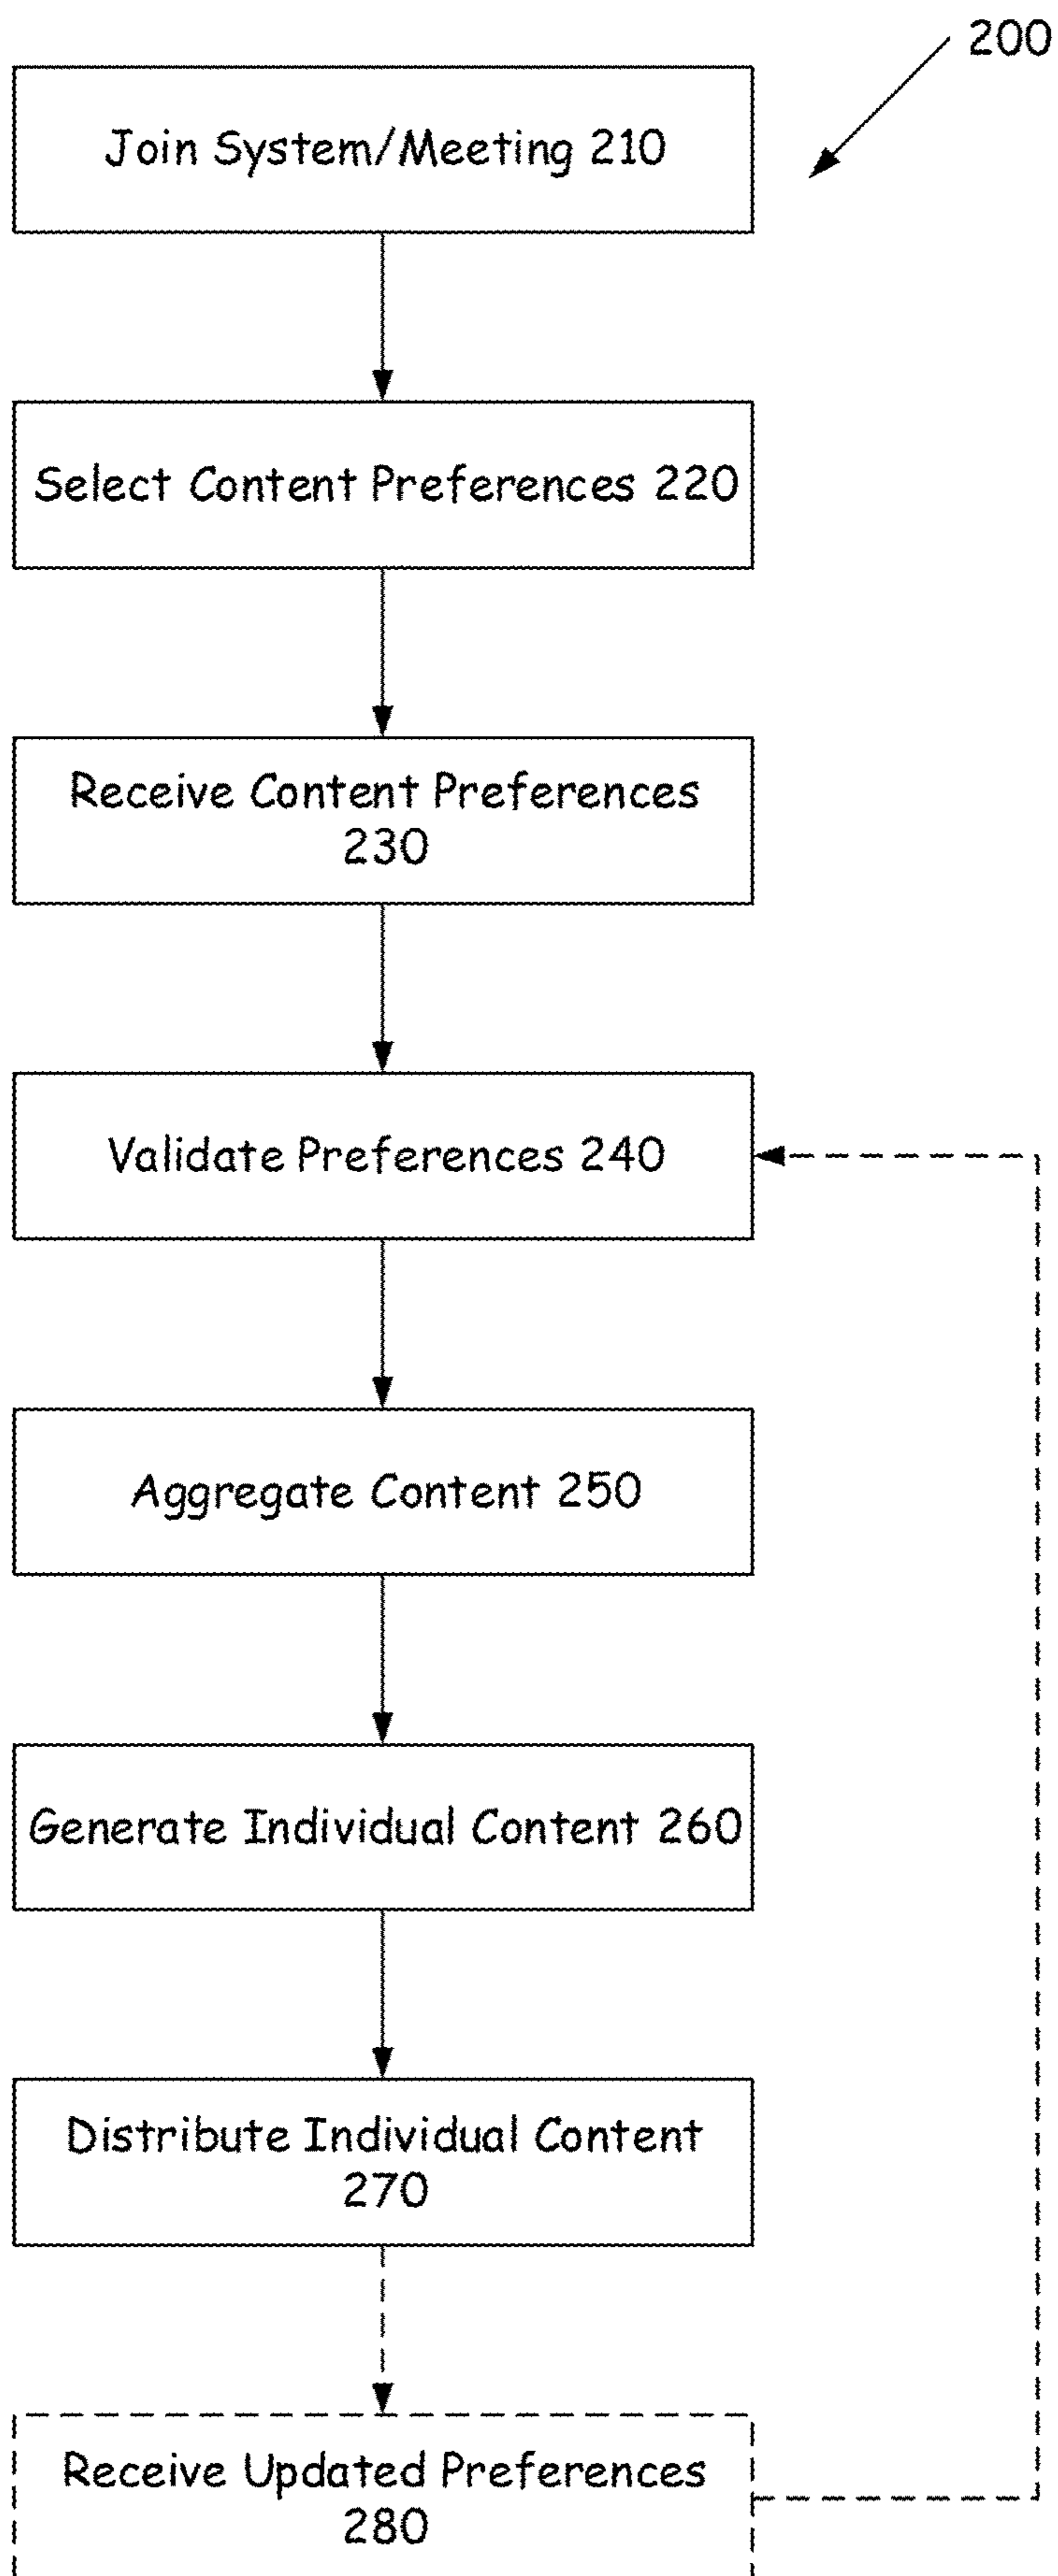 200
Join System/Meeting 210
Select Content Preferences 220
Receive Content Preferences
230
Validate Preferences 240
Aggregate Content 250
Generate Individual Content 260
Distribute Individual Content
270
Receive Updated Preferences
280